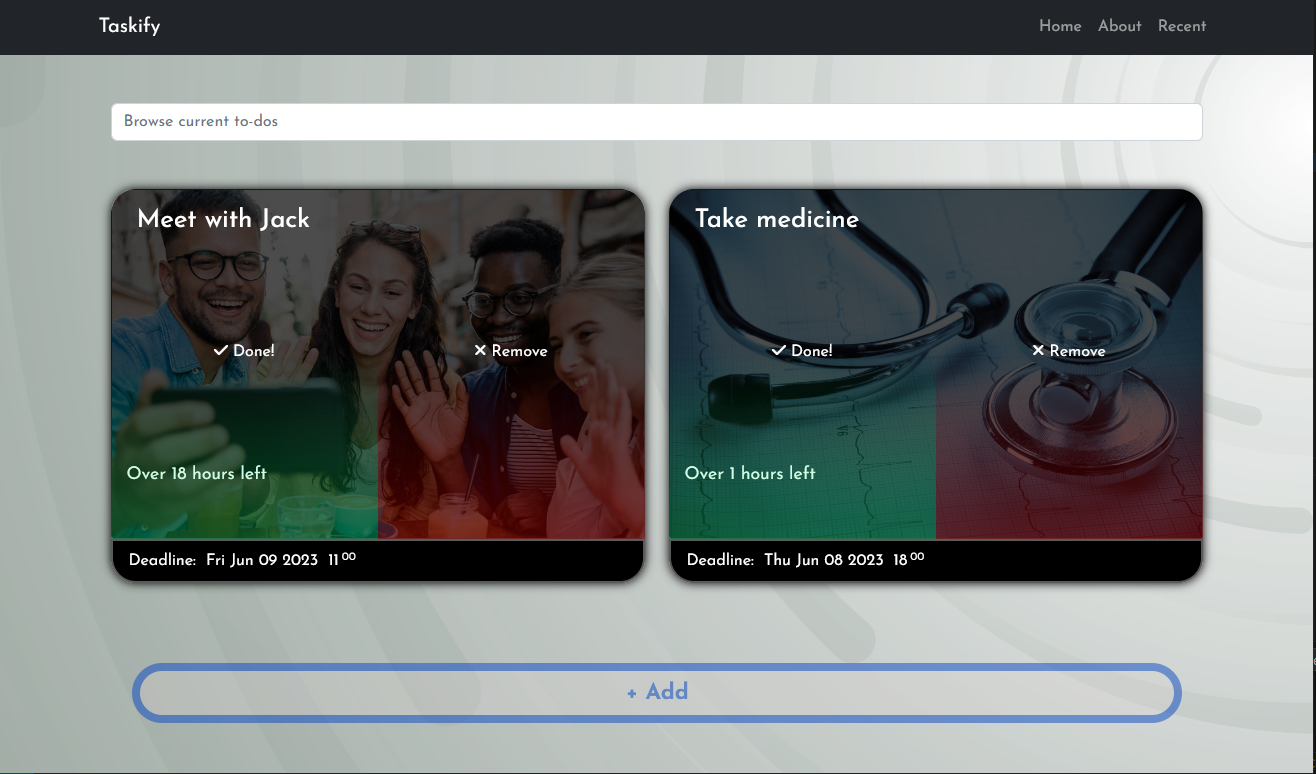 Taskify
Home About Recent
Browse current to-dos
Meet with Jack
✓ Done!
✕ Remove
Over 18 hours left
Deadline: Fri Jun 09 2023 11 00
Take medicine
✓ Done!
✕ Remove
Over 1 hours left
Deadline: Thu Jun 08 2023 18 00
+ Add